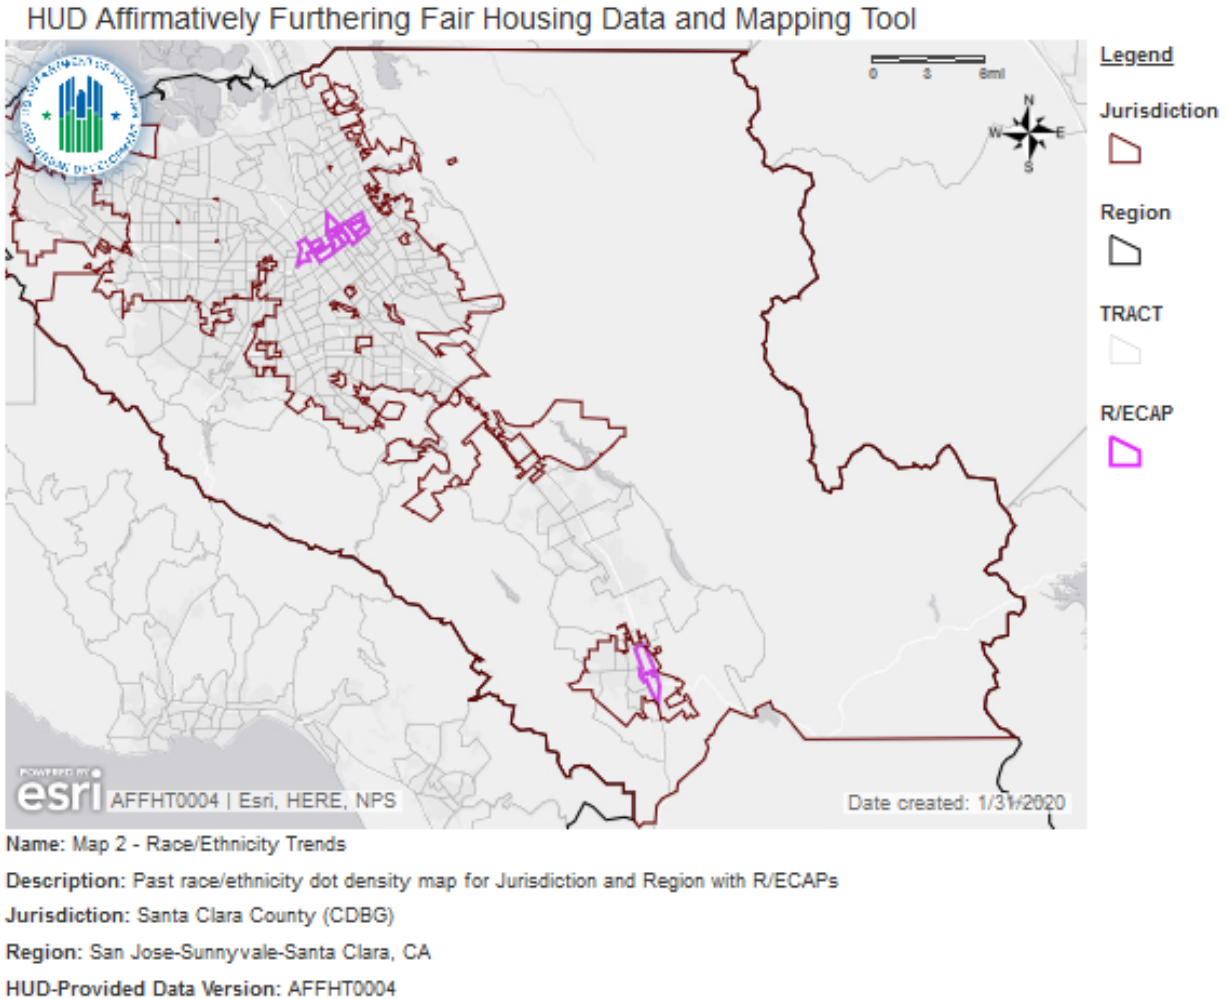 HUD Affirmatively Furthering Fair Housing Data and Mapping Tool
Legend
0 3 6mi
Jurisdiction
N
W E
S
Region
TRACT
R/ECAP
POWERED BY
esri
AFFHT0004 | Esri, HERE, NPS
Date created: 1/31/2020
Name: Map 2 - Race/Ethnicity Trends
Description: Past race/ethnicity dot density map for Jurisdiction and Region with R/ECAPs
Jurisdiction: Santa Clara County (CDBG)
Region: San Jose-Sunnyvale-Santa Clara, CA
HUD-Provided Data Version: AFFHT0004